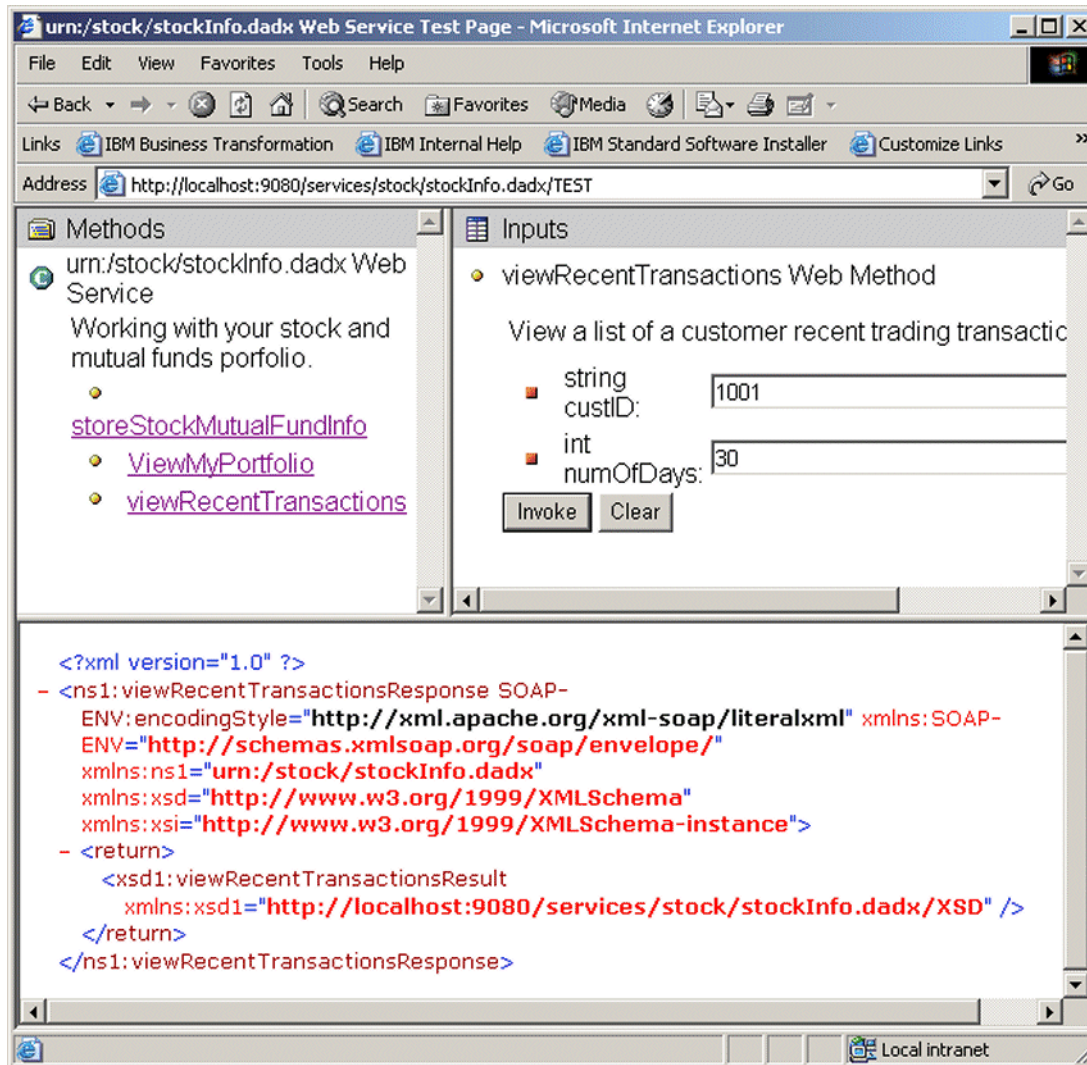 urn:/stock/stockInfo.dadx Web Service Test Page - Microsoft Internet Explorer
File Edit View Favorites Tools Help
Back Search Favorites Media
Links IBM Business Transformation IBM Internal Help IBM Standard Software Installer Customize Links »
Address http://localhost:9080/services/stock/stockInfo.dadx/TEST Go
Methods
urn:/stock/stockInfo.dadx Web
Service
Working with your stock and
mutual funds porfolio.
storeStockMutualFundInfo
ViewMyPortfolio
viewRecentTransactions
Inputs
viewRecentTransactions Web Method
View a list of a customer recent trading transactic
string
custID:
1001
int
numOfDays:
30
Invoke Clear
<?xml version="1.0" ?>
- <ns1:viewRecentTransactionsResponse SOAP-
ENV:encodingStyle="http://xml.apache.org/xml-soap/literalxml" xmlns:SOAP-
ENV="http://schemas.xmlsoap.org/soap/envelope/"
xmlns:ns1="urn:/stock/stockInfo.dadx"
xmlns:xsd="http://www.w3.org/1999/XMLSchema"
xmlns:xsi="http://www.w3.org/1999/XMLSchema-instance">
- <return>
<xsd1:viewRecentTransactionsResult
xmlns:xsd1="http://localhost:9080/services/stock/stockInfo.dadx/XSD" />
</return>
</ns1:viewRecentTransactionsResponse>
Local intranet